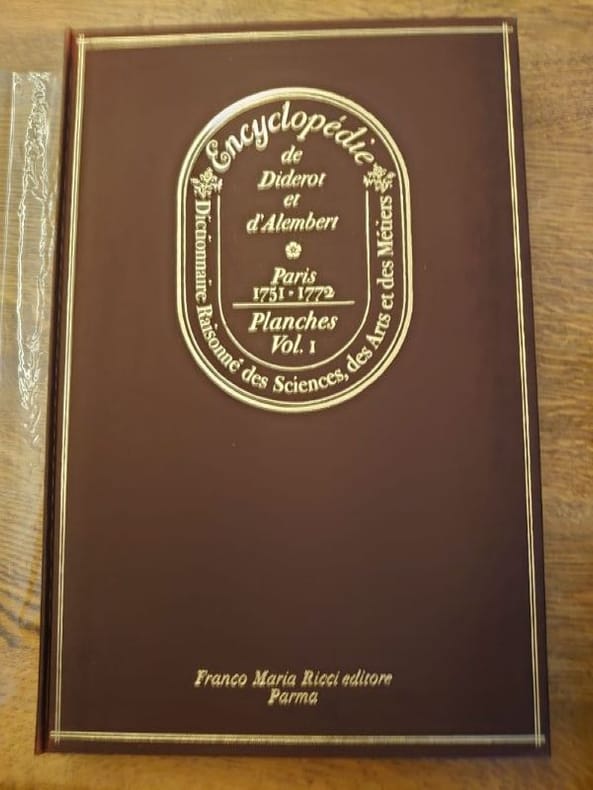 Encyclopédie
de
Diderot
et
d'Alembert
Paris
1751-1772
Planches
Vol. 1
Dictionnaire Raisonné des Sciences, des Arts et des Métiers
Franco Maria Ricci editore
Parma